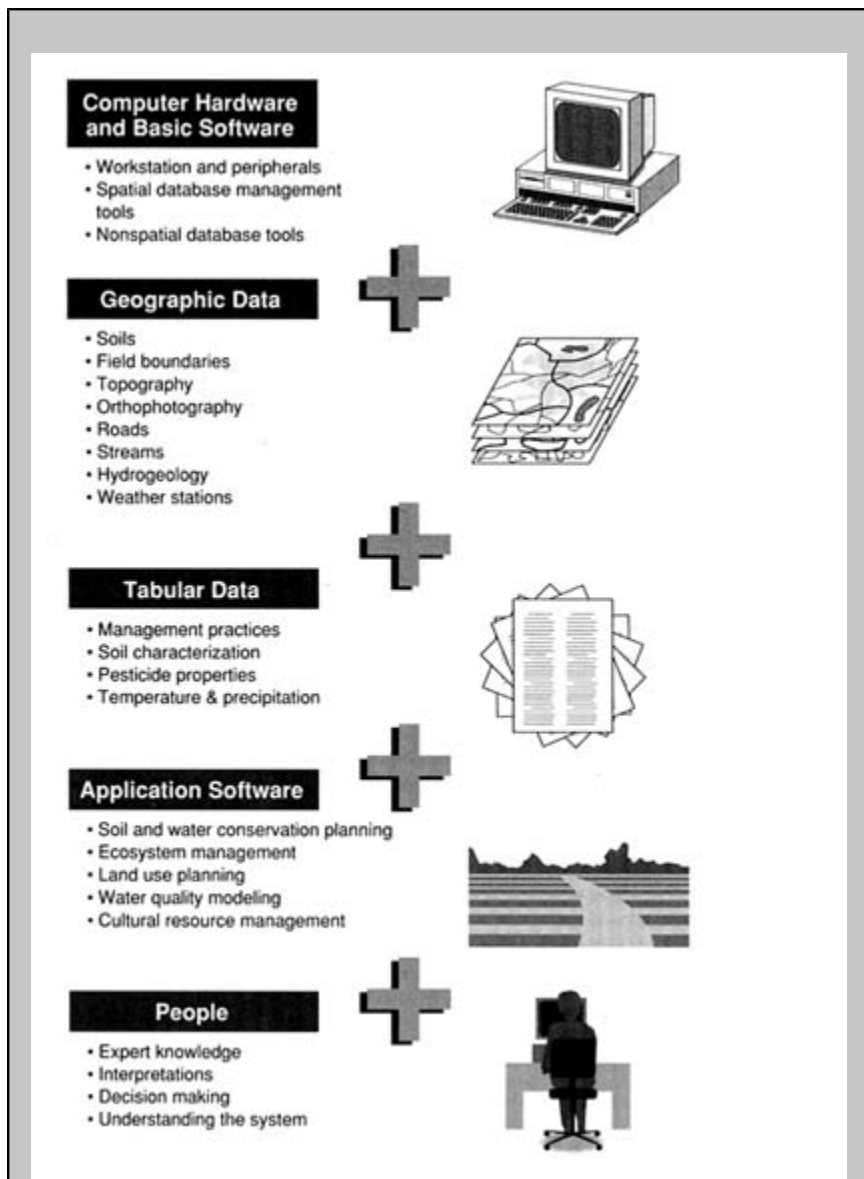 Computer Hardware
and Basic Software
• Workstation and peripherals
• Spatial database management
tools
• Nonspatial database tools
Geographic Data
• Soils
• Field boundaries
• Topography
• Orthophotography
• Roads
• Streams
• Hydrogeology
• Weather stations
Tabular Data
• Management practices
• Soil characterization
• Pesticide properties
• Temperature & precipitation
Application Software
• Soil and water conservation planning
• Ecosystem management
• Land use planning
• Water quality modeling
• Cultural resource management
People
• Expert knowledge
• Interpretations
• Decision making
• Understanding the system